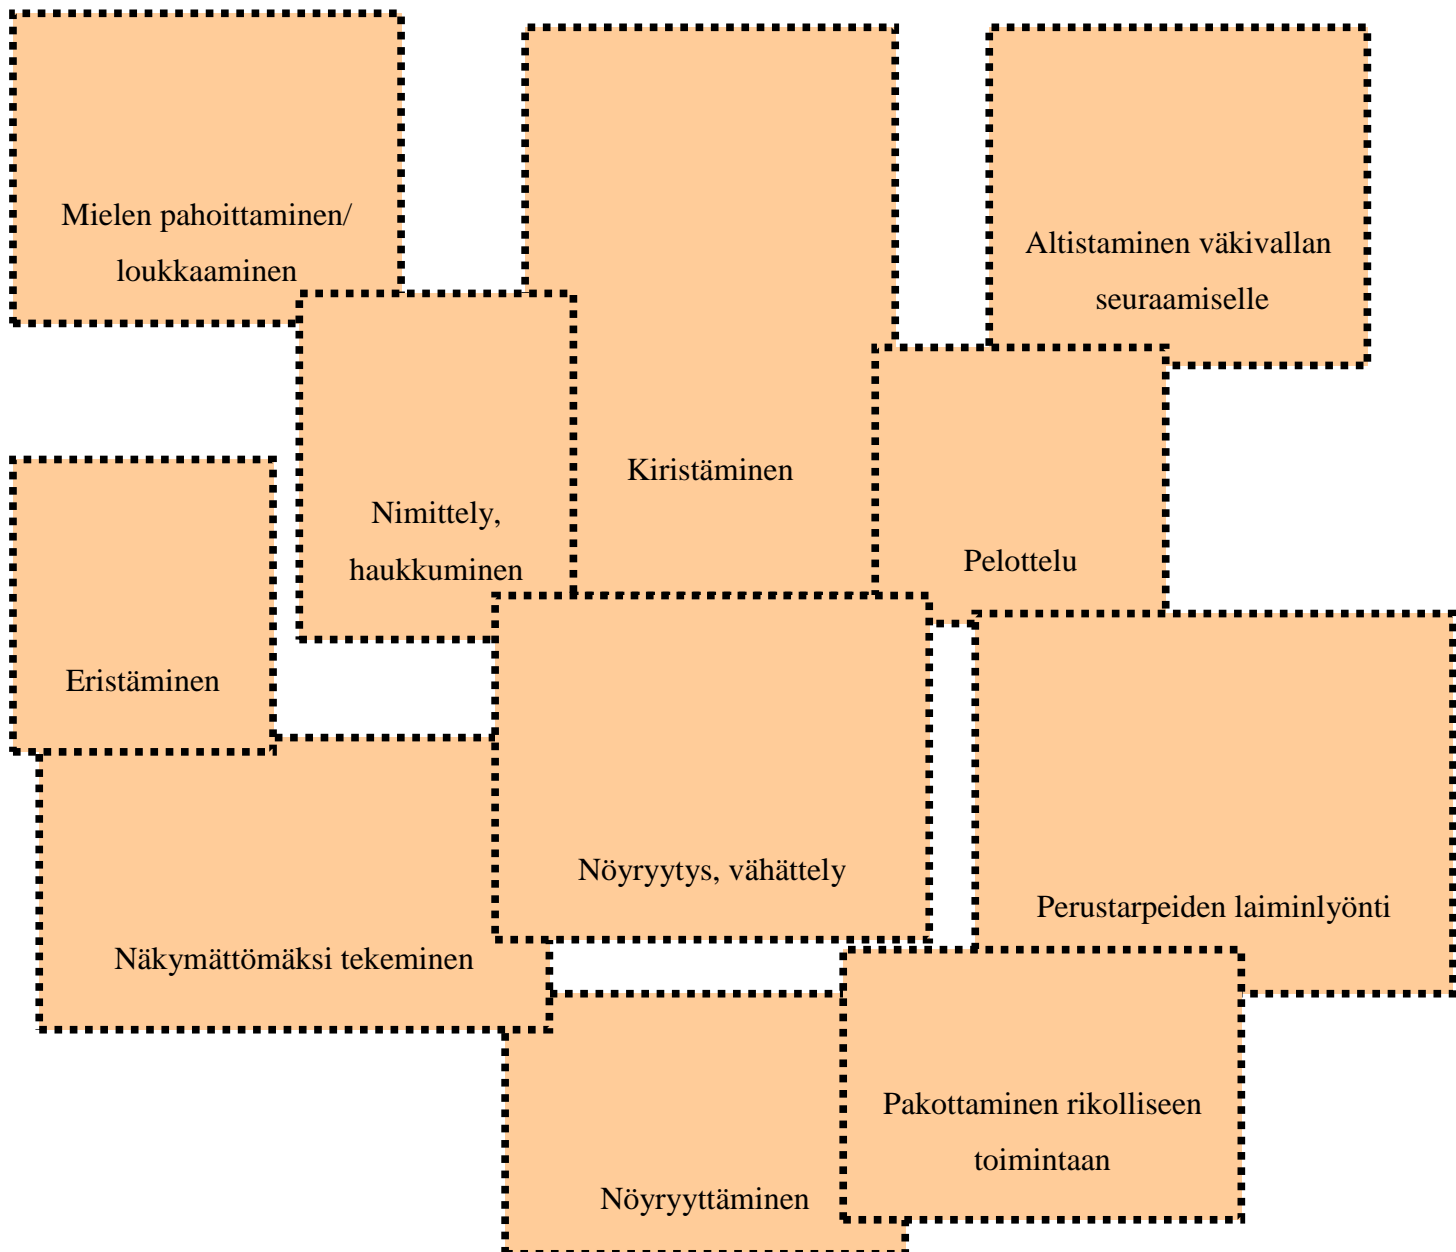 Mielen pahoittaminen/
loukkaaminen
Altistaminen väkivallan
seuraamiselle
Kiristäminen
Nimittely,
haukkuminen
Pelottelu
Eristäminen
Nöyryytys, vähättely
Perustarpeiden laiminlyönti
Näkymättömäksi tekeminen
Pakottaminen rikolliseen
toimintaan
Nöyryyttäminen